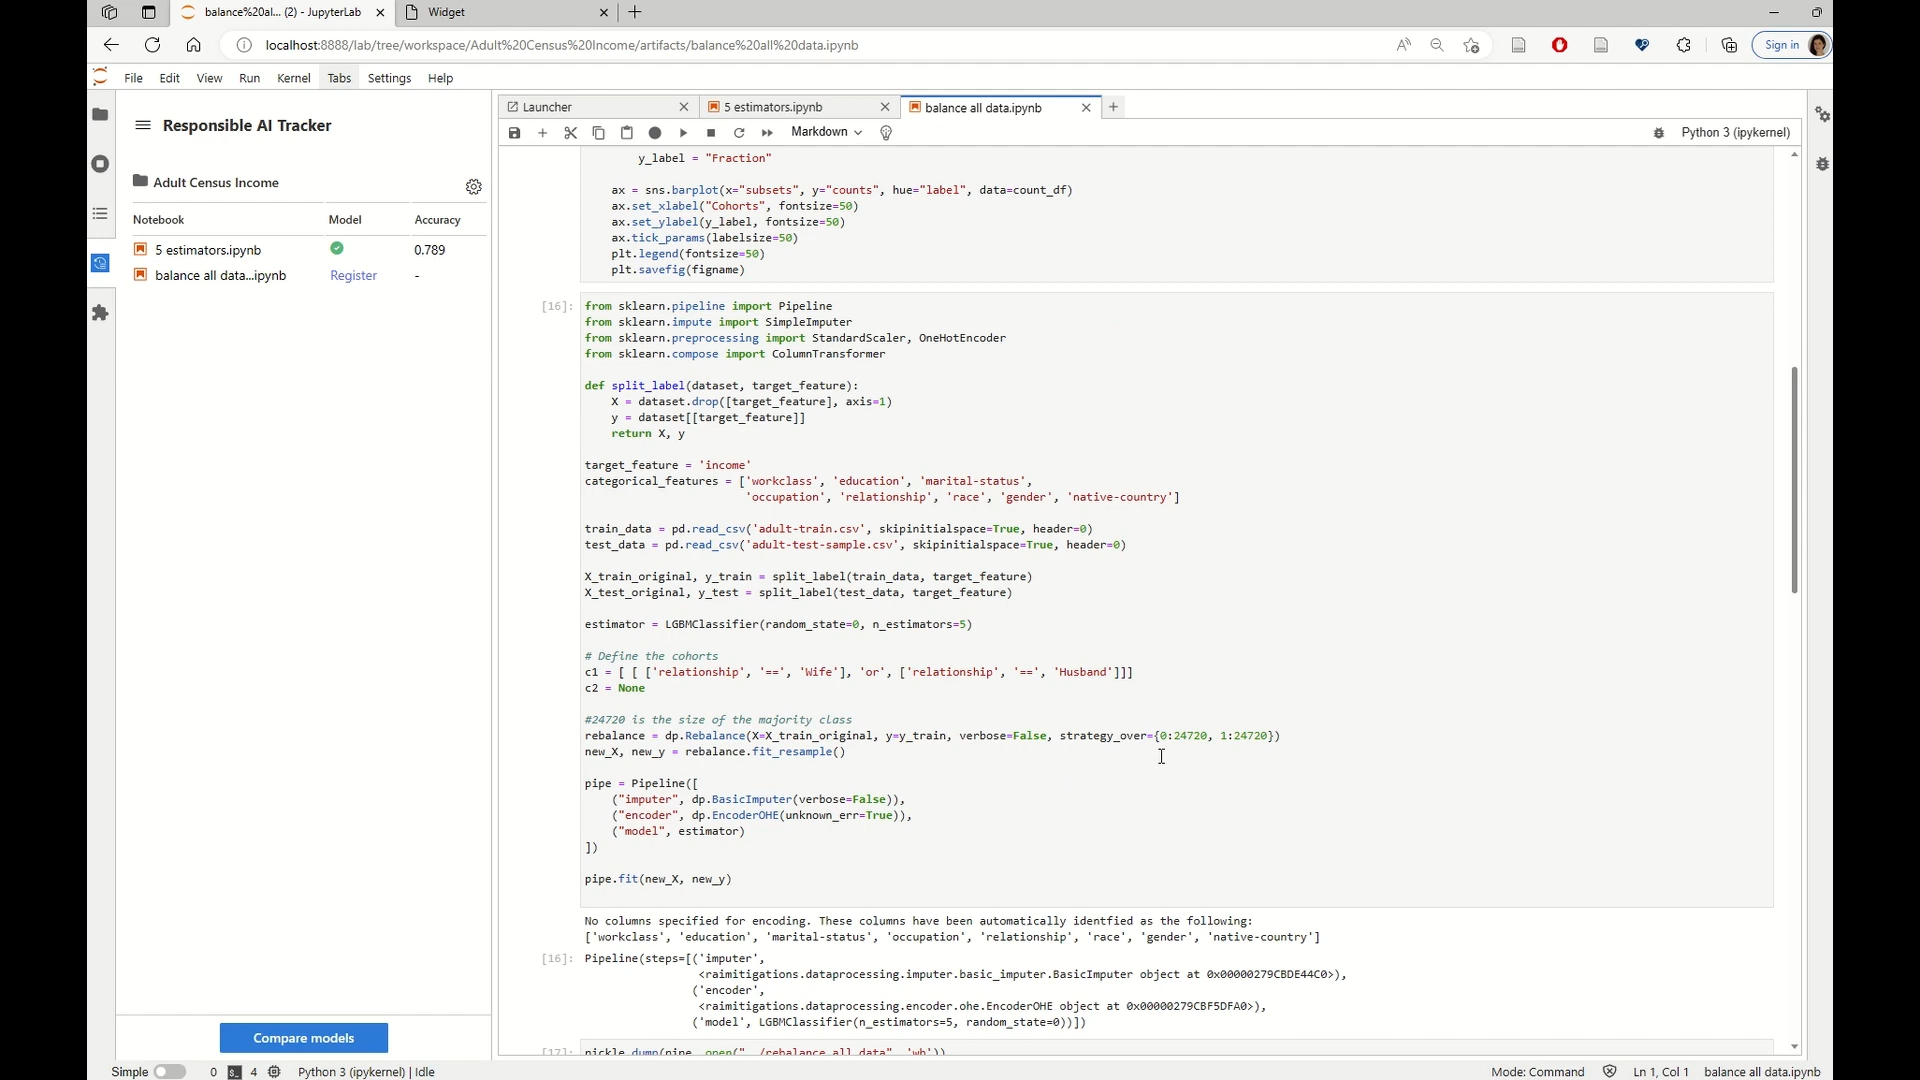 balance%20al... (2) - JupyterLab
Widget
localhost:8888/lab/tree/workspace/Adult%20Census%20Income/artifacts/balance%20all%20data.ipynb
Sign in
File Edit View Run Kernel Tabs Settings Help
Responsible AI Tracker
Adult Census Income
Notebook Model Accuracy
5 estimators.ipynb 0.789
balance all data...ipynb Register -
Compare models
Launcher
5 estimators.ipynb
balance all data.ipynb
Markdown
Python 3 (ipykernel)
y_label = "Fraction"
ax = sns.barplot(x="subsets", y="counts", hue="label", data=count_df)
ax.set_xlabel("Cohorts", fontsize=50)
ax.set_ylabel(y_label, fontsize=50)
ax.tick_params(labelsize=50)
plt.legend(fontsize=50)
plt.savefig(figname)
[16]: from sklearn.pipeline import Pipeline
from sklearn.impute import SimpleImputer
from sklearn.preprocessing import StandardScaler, OneHotEncoder
from sklearn.compose import ColumnTransformer
def split_label(dataset, target_feature):
X = dataset.drop([target_feature], axis=1)
y = dataset[[target_feature]]
return X, y
target_feature = 'income'
categorical_features = ['workclass', 'education', 'marital-status',
'occupation', 'relationship', 'race', 'gender', 'native-country']
train_data = pd.read_csv('adult-train.csv', skipinitialspace=True, header=0)
test_data = pd.read_csv('adult-test-sample.csv', skipinitialspace=True, header=0)
X_train_original, y_train = split_label(train_data, target_feature)
X_test_original, y_test = split_label(test_data, target_feature)
estimator = LGBMClassifier(random_state=0, n_estimators=5)
# Define the cohorts
c1 = [ [ ['relationship', '==', 'Wife'], 'or', ['relationship', '==', 'Husband']]]
c2 = None
#24720 is the size of the majority class
rebalance = dp.Rebalance(X=X_train_original, y=y_train, verbose=False, strategy_over={0:24720, 1:24720})
new_X, new_y = rebalance.fit_resample()
pipe = Pipeline([
("imputer", dp.BasicImputer(verbose=False)),
("encoder", dp.EncoderOHE(unknown_err=True)),
("model", estimator)
])
pipe.fit(new_X, new_y)
No columns specified for encoding. These columns have been automatically identfied as the following:
['workclass', 'education', 'marital-status', 'occupation', 'relationship', 'race', 'gender', 'native-country']
[16]: Pipeline(steps=[('imputer',
<raimitigations.dataprocessing.imputer.basic_imputer.BasicImputer object at 0x00000279CBDE44C0>),
('encoder',
<raimitigations.dataprocessing.encoder.ohe.EncoderOHE object at 0x00000279CBF5DFA0>),
('model', LGBMClassifier(n_estimators=5, random_state=0))])
[17]: pickle.dump(pipe, open("../rebalance all data", 'wb'))
Simple 0 4 Python 3 (ipykernel) | Idle
Mode: Command Ln 1, Col 1 balance all data.ipynb